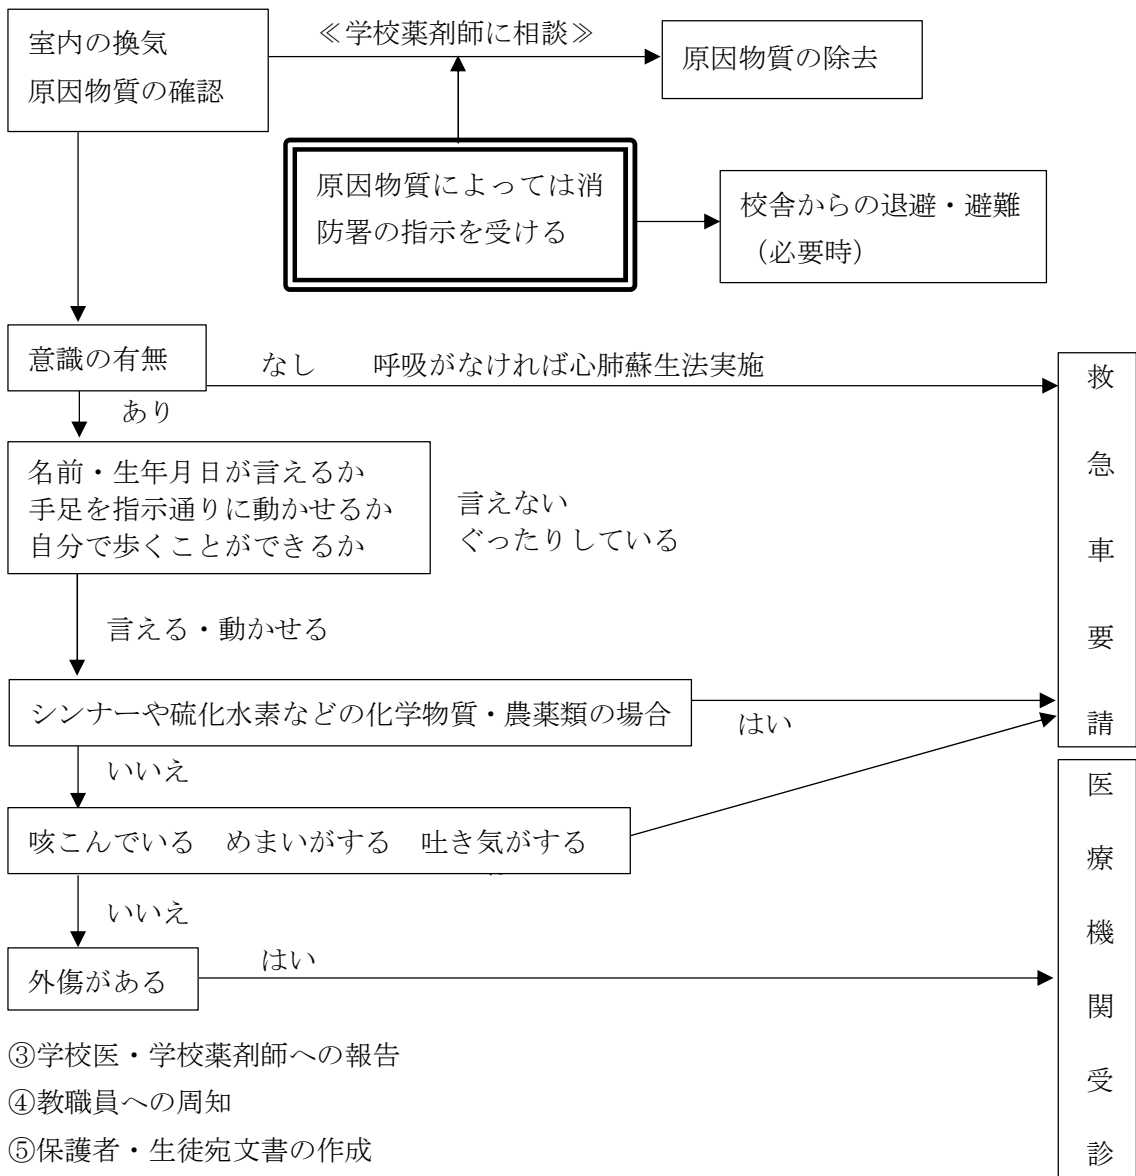 室内の換気
原因物質の確認
≪学校薬剤師に相談≫
原因物質の除去
原因物質によっては消
防署の指示を受ける
校舎からの退避・避難
（必要時）
意識の有無
なし　呼吸がなければ心肺蘇生法実施
あり
名前・生年月日が言えるか
手足を指示通りに動かせるか
自分で歩くことができるか
言えない
ぐったりしている
言える・動かせる
シンナーや硫化水素などの化学物質・農薬類の場合
はい
いいえ
咳こんでいる　めまいがする　吐き気がする
いいえ
外傷がある
はい
救急車要請
医療機関受診
③学校医・学校薬剤師への報告
④教職員への周知
⑤保護者・生徒宛文書の作成